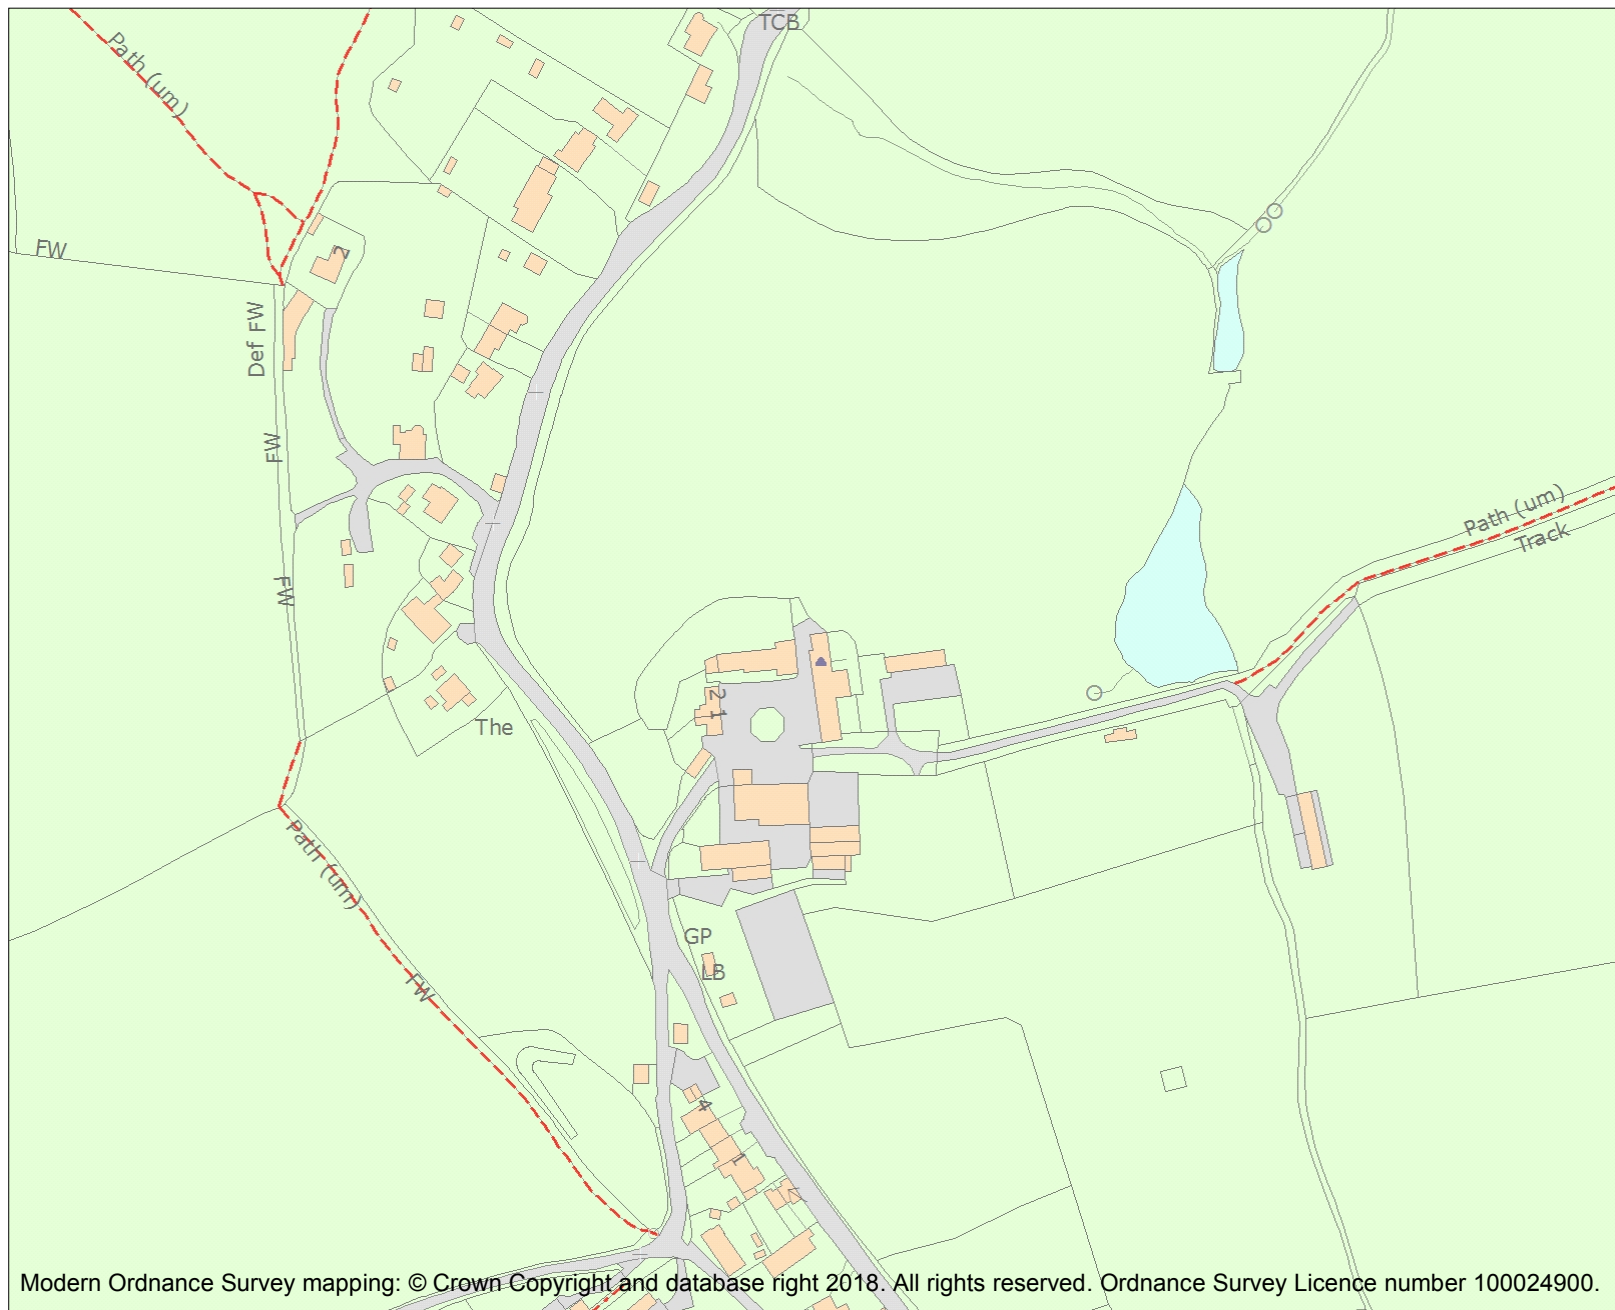 TCB
Path (um)
FW
2
Def FW
FW
FW
Path (um)
Track
2
1
The
Path (um)
GP
LB
FW
4
1
Modern Ordnance Survey mapping: © Crown Copyright and database right 2018. All rights reserved. Ordnance Survey Licence number 100024900.